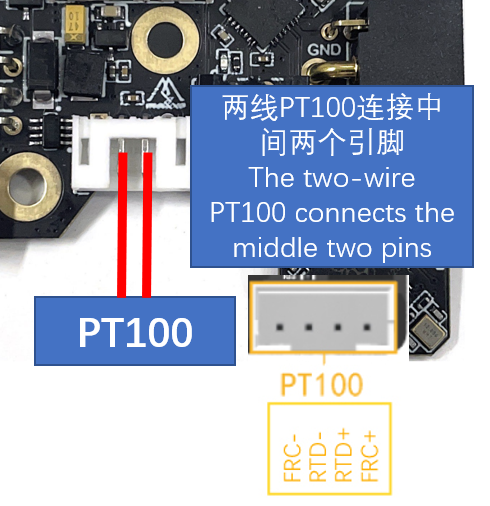 GND
两线PT100连接中
间两个引脚
The two-wire
PT100 connects the
middle two pins
PT100
PT100
FRC-
RTD-
RTD+
FRC+